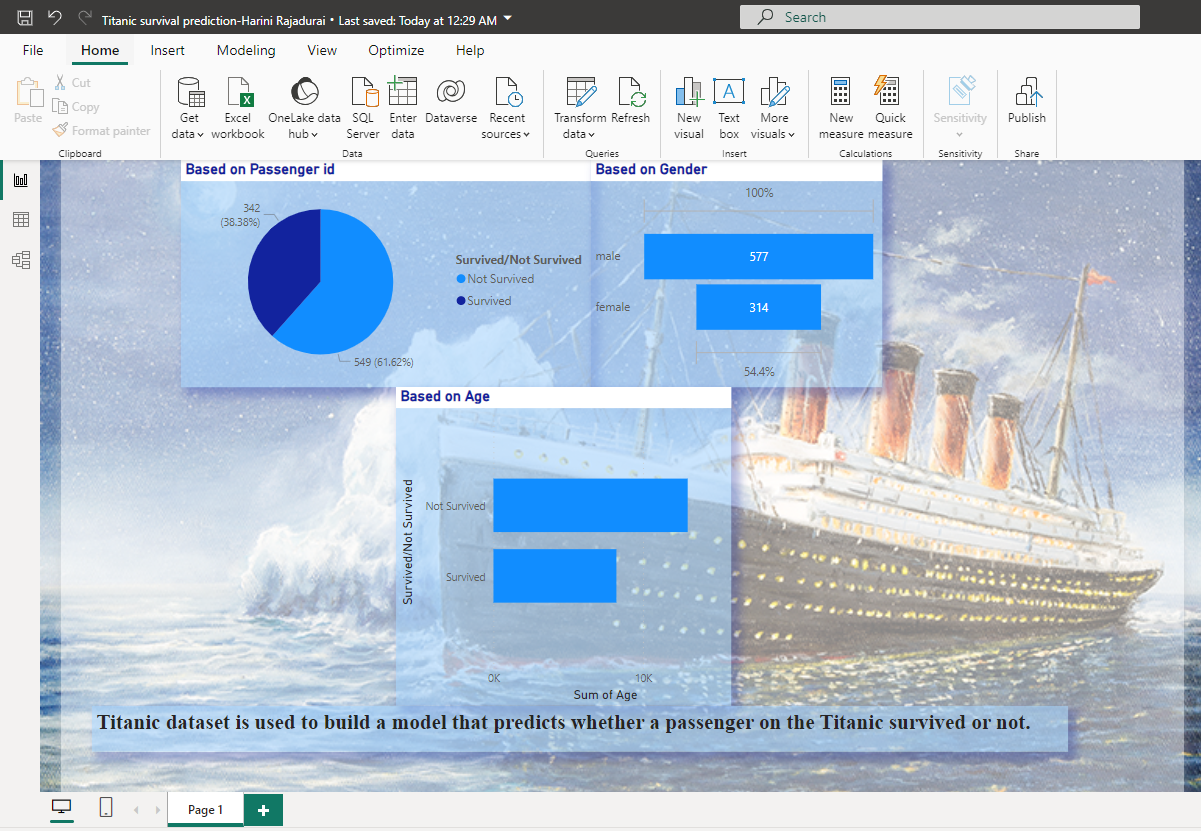 Titanic survival prediction-Harini Rajadurai • Last saved: Today at 12:29 AM
Search
File Home Insert Modeling View Optimize Help
Paste
Cut
Copy
Format painter
Clipboard
Get data
Excel workbook
OneLake data hub
SQL Server
Enter data
Dataverse
Recent sources
Data
Transform data
Refresh
Queries
New visual
Text box
A
More visuals
Insert
New measure
Quick measure
Calculations
Sensitivity
Sensitivity
Publish
Share
Based on Passenger id
342
(38.38%)
549 (61.62%)
Survived/Not Survived
Not Survived
Survived
Based on Gender
100%
male
577
female
314
54.4%
Based on Age
Survived/Not Survived
Not Survived
Survived
0K 10K
Sum of Age
Titanic dataset is used to build a model that predicts whether a passenger on the Titanic survived or not.
Page 1
+